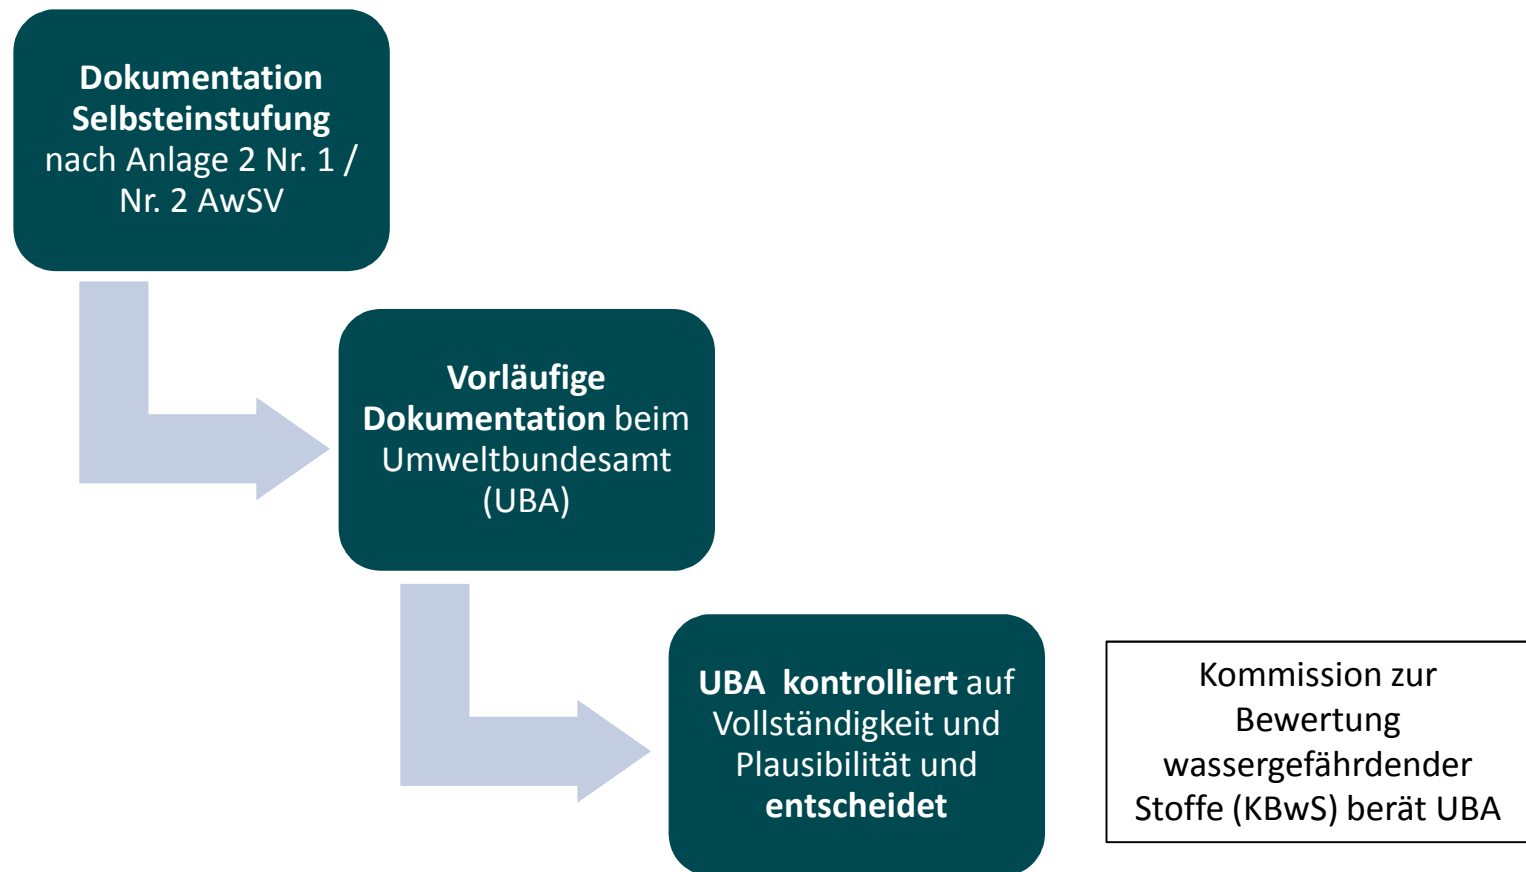 Dokumentation
Selbsteinstufung
nach Anlage 2 Nr. 1 /
Nr. 2 AwSV
Vorläufige
Dokumentation beim
Umweltbundesamt
(UBA)
UBA  kontrolliert auf
Vollständigkeit und
Plausibilität und
entscheidet
Kommission zur
Bewertung
wassergefährdender
Stoffe (KBwS) berät UBA